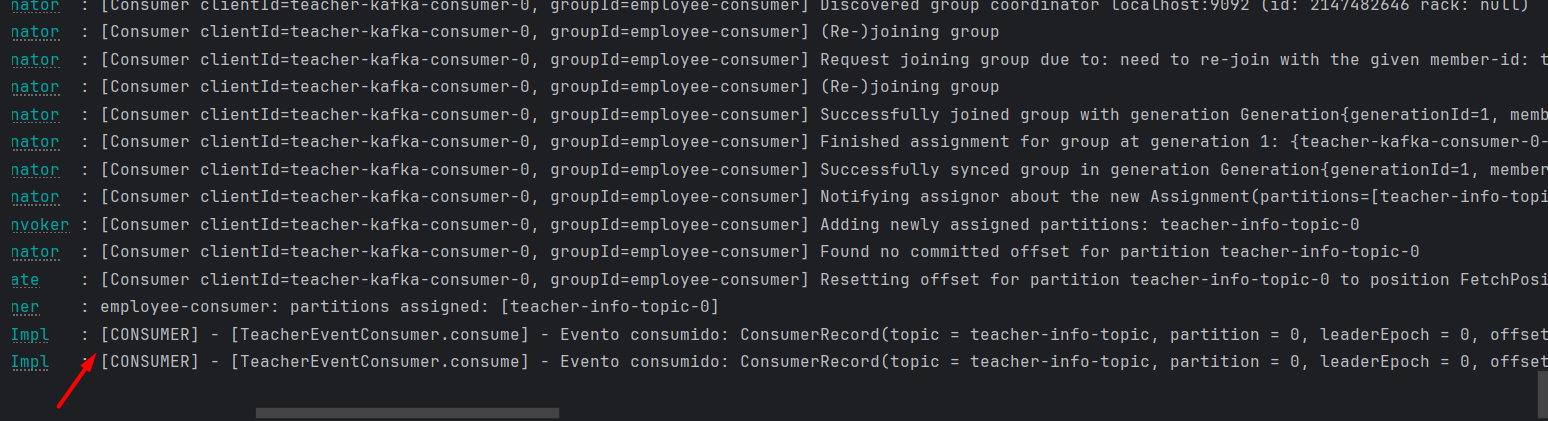 nator : [Consumer clientId=teacher-kafka-consumer-0, groupId=employee-consumer] Discovered group coordinator localhost:9092 (id: 2147482646 rack: null)
nator : [Consumer clientId=teacher-kafka-consumer-0, groupId=employee-consumer] (Re-)joining group
nator : [Consumer clientId=teacher-kafka-consumer-0, groupId=employee-consumer] Request joining group due to: need to re-join with the given member-id: t
nator : [Consumer clientId=teacher-kafka-consumer-0, groupId=employee-consumer] (Re-)joining group
nator : [Consumer clientId=teacher-kafka-consumer-0, groupId=employee-consumer] Successfully joined group with generation Generation{generationId=1, memb
nator : [Consumer clientId=teacher-kafka-consumer-0, groupId=employee-consumer] Finished assignment for group at generation 1: {teacher-kafka-consumer-0-
nator : [Consumer clientId=teacher-kafka-consumer-0, groupId=employee-consumer] Successfully synced group in generation Generation{generationId=1, member
nator : [Consumer clientId=teacher-kafka-consumer-0, groupId=employee-consumer] Notifying assignor about the new Assignment(partitions=[teacher-info-topi
nvoker : [Consumer clientId=teacher-kafka-consumer-0, groupId=employee-consumer] Adding newly assigned partitions: teacher-info-topic-0
nator : [Consumer clientId=teacher-kafka-consumer-0, groupId=employee-consumer] Found no committed offset for partition teacher-info-topic-0
ate : [Consumer clientId=teacher-kafka-consumer-0, groupId=employee-consumer] Resetting offset for partition teacher-info-topic-0 to position FetchPosi
ner : employee-consumer: partitions assigned: [teacher-info-topic-0]
Impl : [CONSUMER] - [TeacherEventConsumer.consume] - Evento consumido: ConsumerRecord(topic = teacher-info-topic, partition = 0, leaderEpoch = 0, offset
Impl : [CONSUMER] - [TeacherEventConsumer.consume] - Evento consumido: ConsumerRecord(topic = teacher-info-topic, partition = 0, leaderEpoch = 0, offset